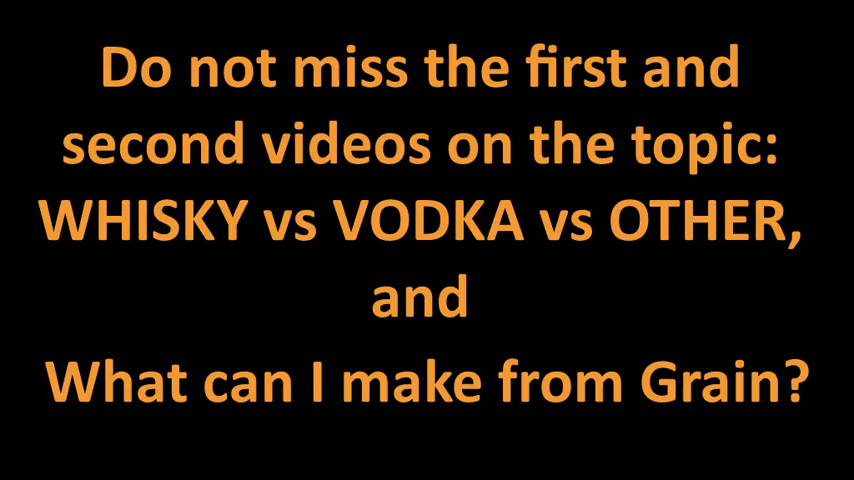 Do not miss the first and
second videos on the topic:
WHISKY vs VODKA vs OTHER,
and
What can I make from Grain?